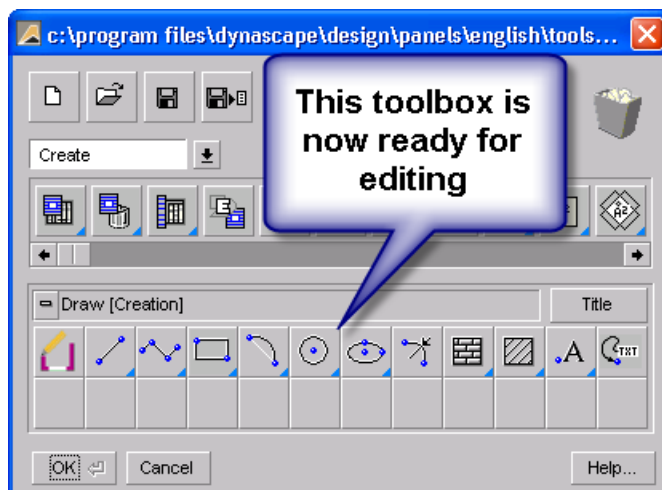 c:\program files\dynascape\design\panels\english\tools...
This toolbox is
now ready for
editing
Create
Draw [Creation]
Title
A
TXT
OK
Cancel
Help...